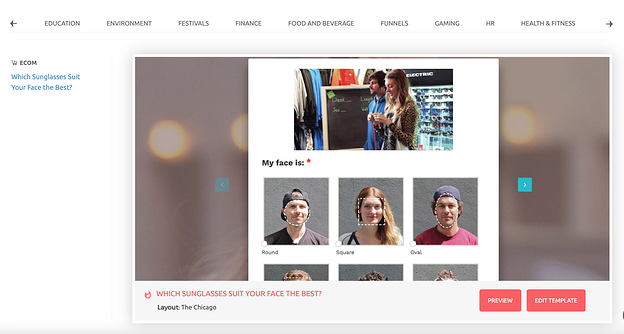 EDUCATION ENVIRONMENT FESTIVALS FINANCE FOOD AND BEVERAGE FUNNELS GAMING HR HEALTH & FITNESS
ECOM
Which Sunglasses Suit
Your Face the Best?
ELECTRIC
My face is: *
Round Square Oval
WHICH SUNGLASSES SUIT YOUR FACE THE BEST?
Layout: The Chicago
PREVIEW EDIT TEMPLATE